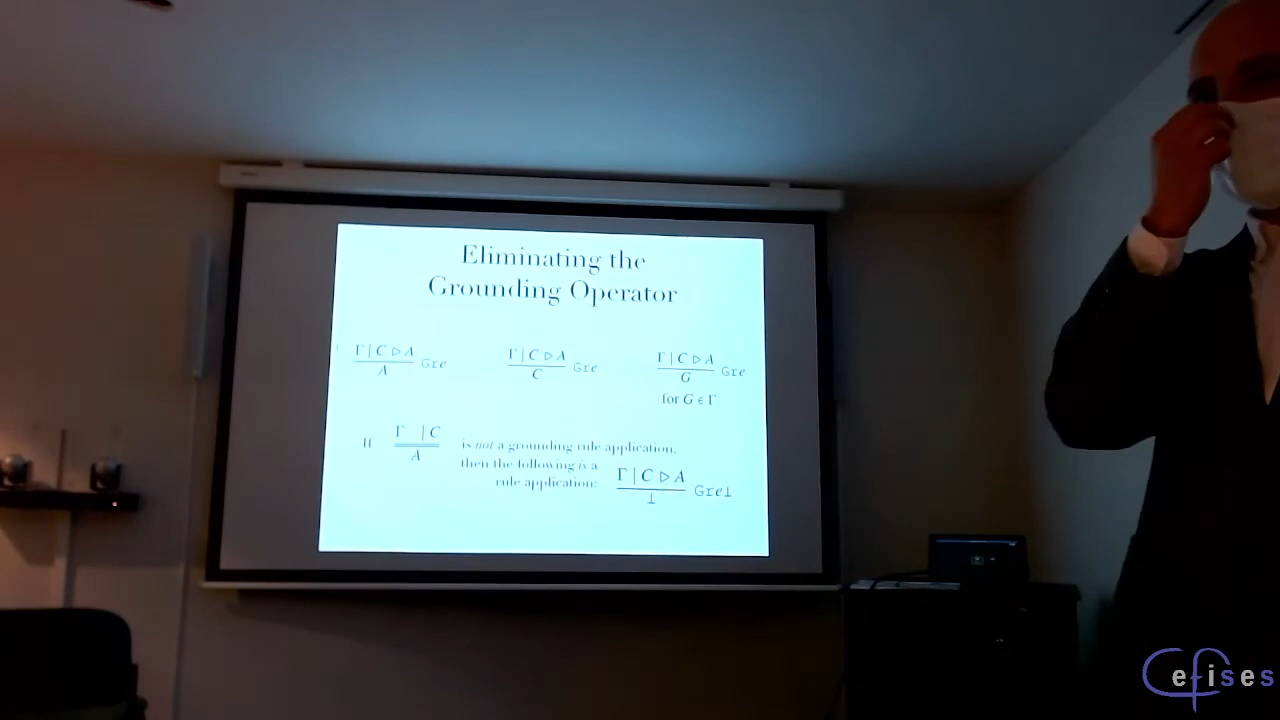 Eliminating the
Grounding Operator
Γ | C ▷ A
A
Gre
Γ | C ▷ A
C
Gre
Γ | C ▷ A
G
Gre
for G ∈ Γ
If
Γ | C
A
is not a grounding rule application,
then the following is a
rule application:
Γ | C ▷ A
⊥
Gre⊥
Cefises